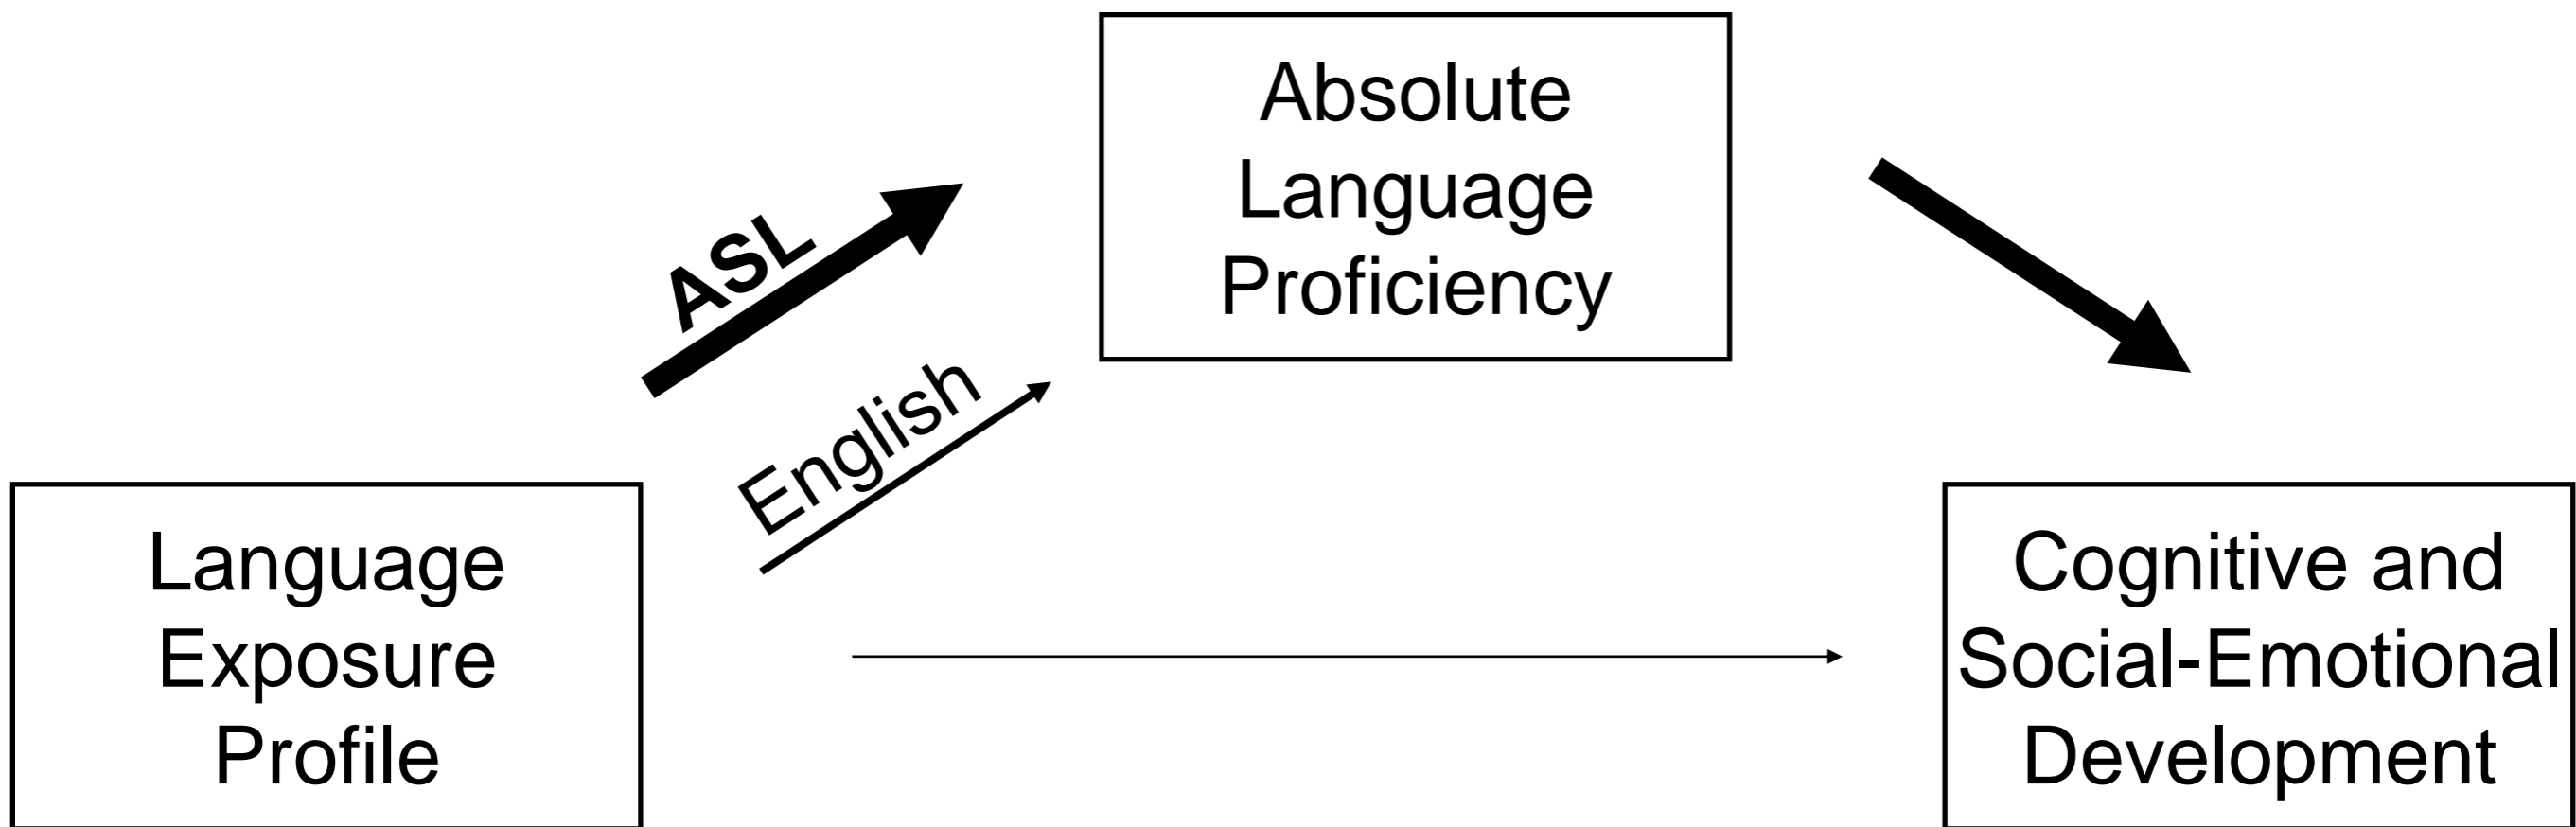 Absolute
Language
Proficiency
ASL
English
Language
Exposure
Profile
Cognitive and
Social-Emotional
Development